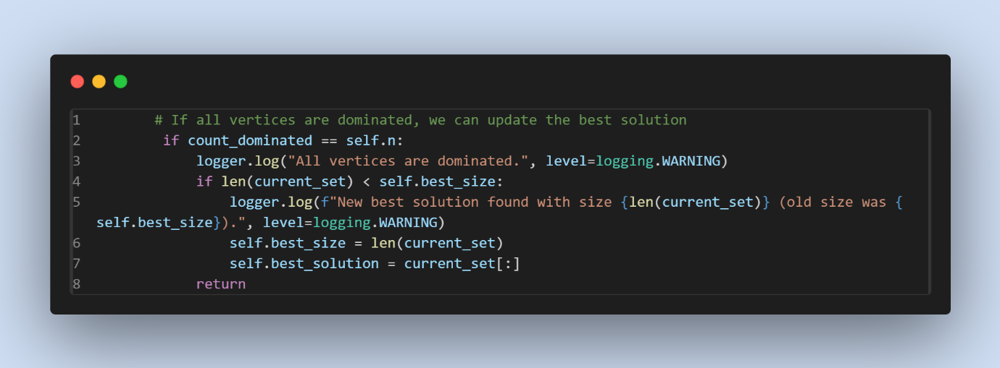 1        # If all vertices are dominated, we can update the best solution
2         if count_dominated == self.n:
3             logger.log("All vertices are dominated.", level=logging.WARNING)
4             if len(current_set) < self.best_size:
5                 logger.log(f"New best solution found with size {len(current_set)} (old size was {
self.best_size}).", level=logging.WARNING)
6                 self.best_size = len(current_set)
7                 self.best_solution = current_set[:]
8             return